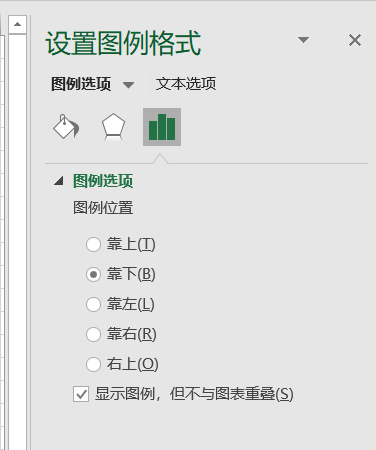 设置图例格式
图例选项 文本选项
图例选项
图例位置
靠上(T)
靠下(B)
靠左(L)
靠右(R)
右上(O)
显示图例，但不与图表重叠(S)